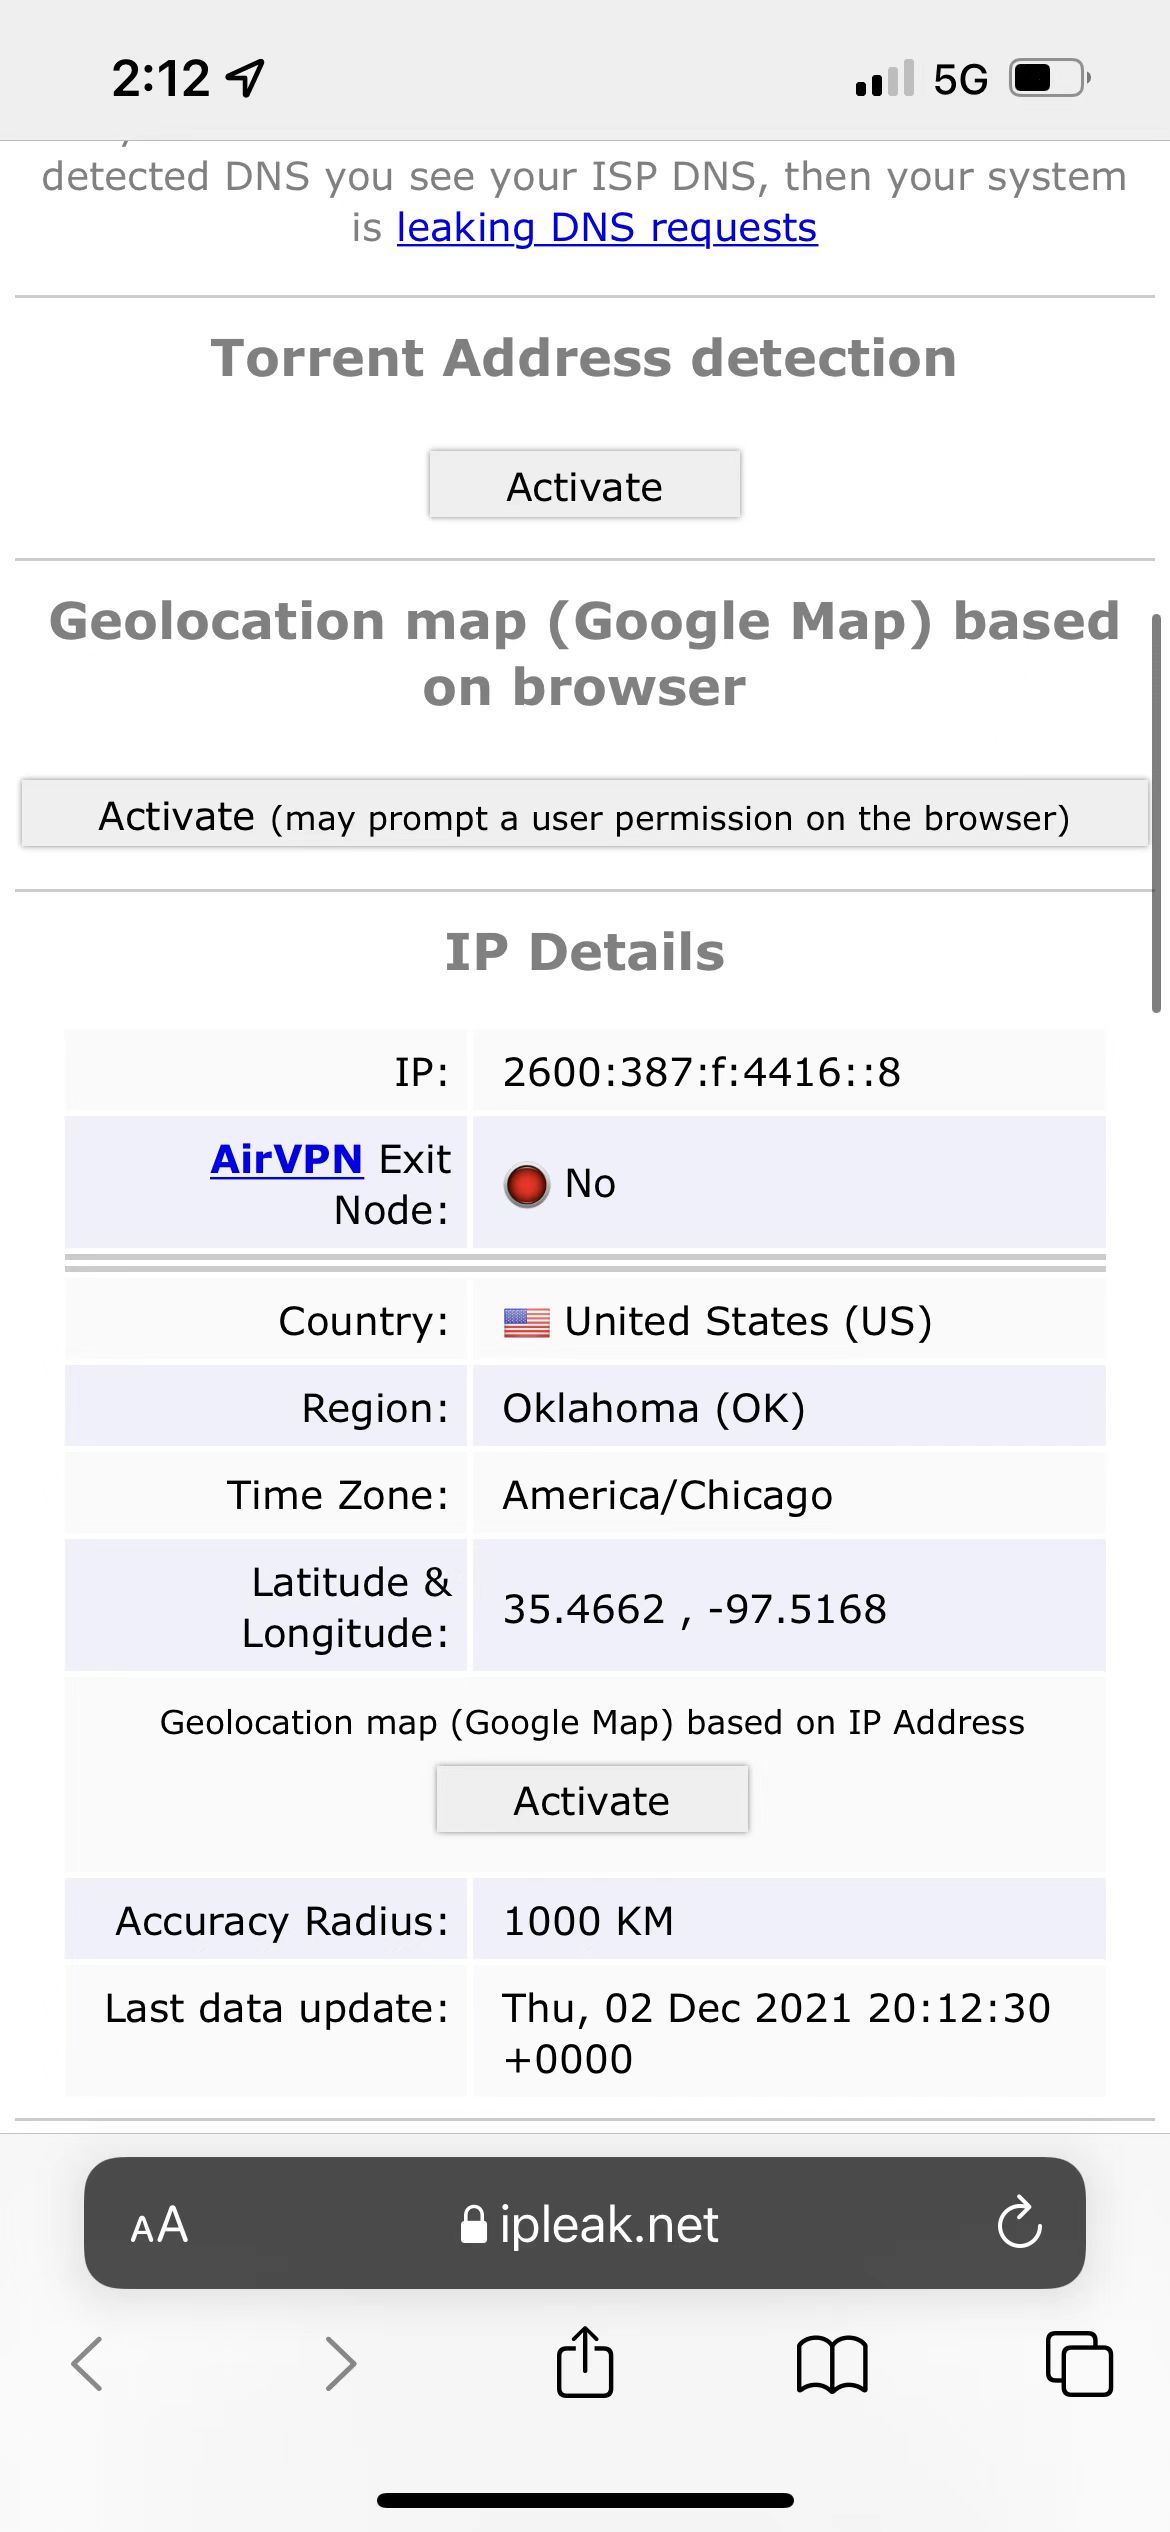 2:12
5G
detected DNS you see your ISP DNS, then your system
is leaking DNS requests
Torrent Address detection
Activate
Geolocation map (Google Map) based
on browser
Activate (may prompt a user permission on the browser)
IP Details
IP: 2600:387:f:4416::8
AirVPN Exit
Node: No
Country: United States (US)
Region: Oklahoma (OK)
Time Zone: America/Chicago
Latitude &
Longitude: 35.4662 , -97.5168
Geolocation map (Google Map) based on IP Address
Activate
Accuracy Radius: 1000 KM
Last data update: Thu, 02 Dec 2021 20:12:30
+0000
AA ipleak.net